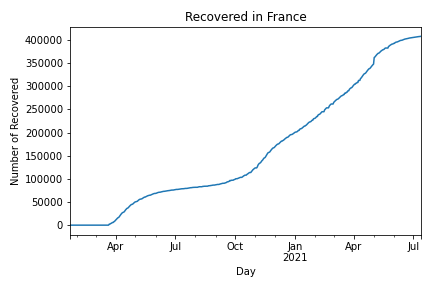 Recovered in France
Number of Recovered
400000
350000
300000
250000
200000
150000
100000
50000
0
Apr Jul Oct Jan Apr Jul
2021
Day